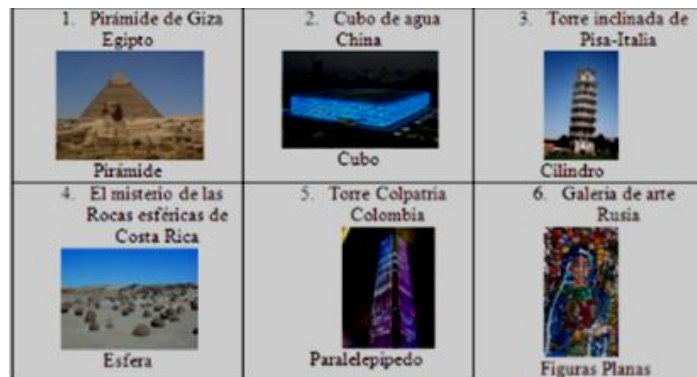 1. Pirámide de Giza
Egipto
Pirámide
2. Cubo de agua
China
Cubo
3. Torre inclinada de
Pisa-Italia
Cilindro
4. El misterio de las
Rocas esféricas de
Costa Rica
Esfera
5. Torre Colpatria
Colombia
Paralelepipedo
6. Galeria de arte
Rusia
Figuras Planas